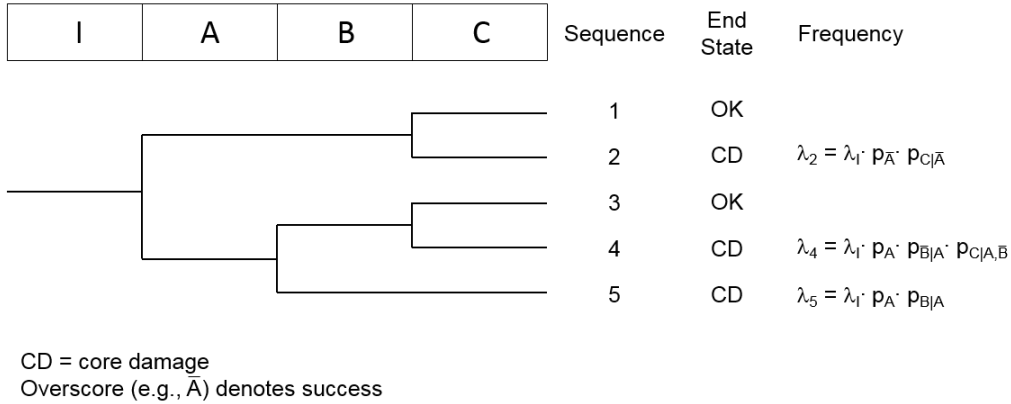 I A B C Sequence End State Frequency
1 OK
2 CD λ₂ = λI· pA̅· pC|A̅
3 OK
4 CD λ₄ = λI· pA· pB̅|A· pC|A,B̅
5 CD λ₅ = λI· pA· pB|A
CD = core damage
Overscore (e.g., A̅) denotes success